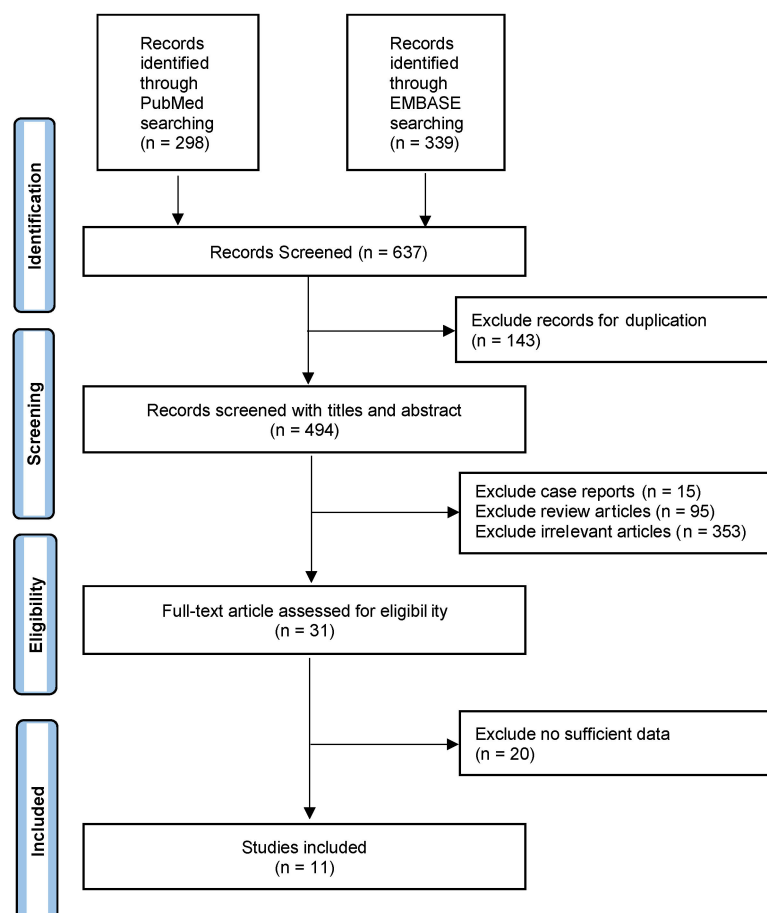 Records
identified
through
PubMed
searching
(n = 298)
Records
identified
through
EMBASE
searching
(n = 339)
Identification
Records Screened (n = 637)
Exclude records for duplication
(n = 143)
Screening
Records screened with titles and abstract
(n = 494)
Exclude case reports (n = 15)
Exclude review articles (n = 95)
Exclude irrelevant articles (n = 353)
Eligibility
Full-text article assessed for eligibility
(n = 31)
Exclude no sufficient data
(n = 20)
Included
Studies included
(n = 11)